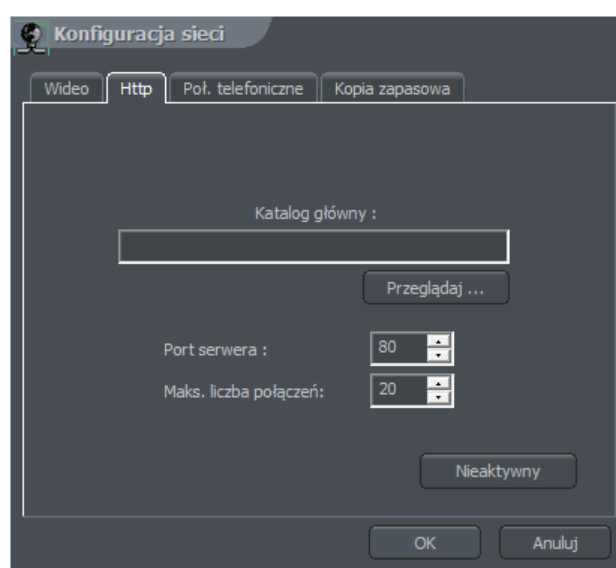 Konfiguracja sieci
Wideo Http Poł. telefoniczne Kopia zapasowa
Katalog główny :
Przeglądaj ...
Port serwera : 80
Maks. liczba połączeń: 20
Nieaktywny
OK Anuluj